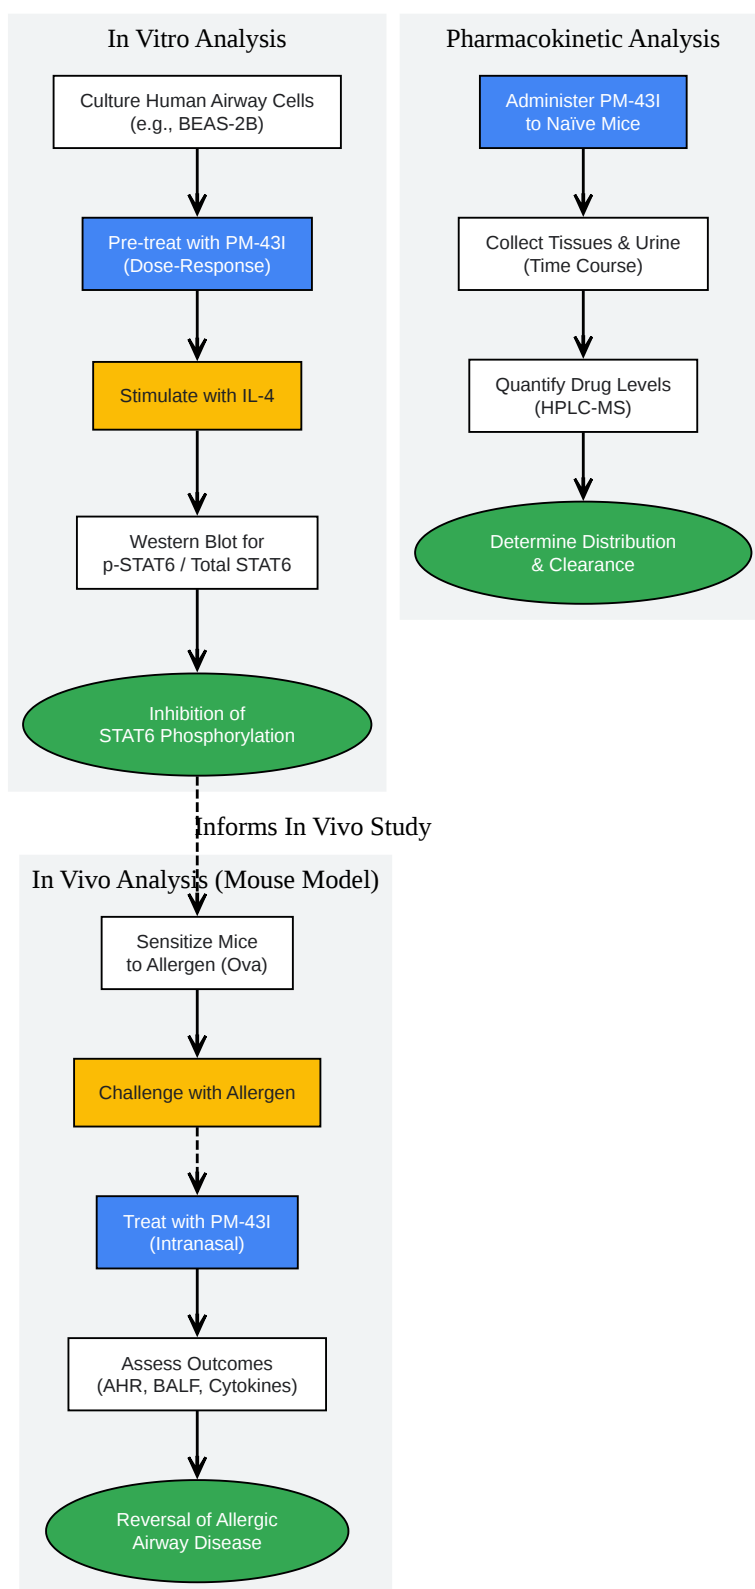 In Vitro Analysis
Culture Human Airway Cells
(e.g., BEAS-2B)
Pre-treat with PM-43I
(Dose-Response)
Stimulate with IL-4
Western Blot for
p-STAT6 / Total STAT6
Inhibition of
STAT6 Phosphorylation
Informs In Vivo Study
In Vivo Analysis (Mouse Model)
Sensitize Mice
to Allergen (Ova)
Challenge with Allergen
Treat with PM-43I
(Intranasal)
Assess Outcomes
(AHR, BALF, Cytokines)
Reversal of Allergic
Airway Disease
Pharmacokinetic Analysis
Administer PM-43I
to Naïve Mice
Collect Tissues & Urine
(Time Course)
Quantify Drug Levels
(HPLC-MS)
Determine Distribution
& Clearance